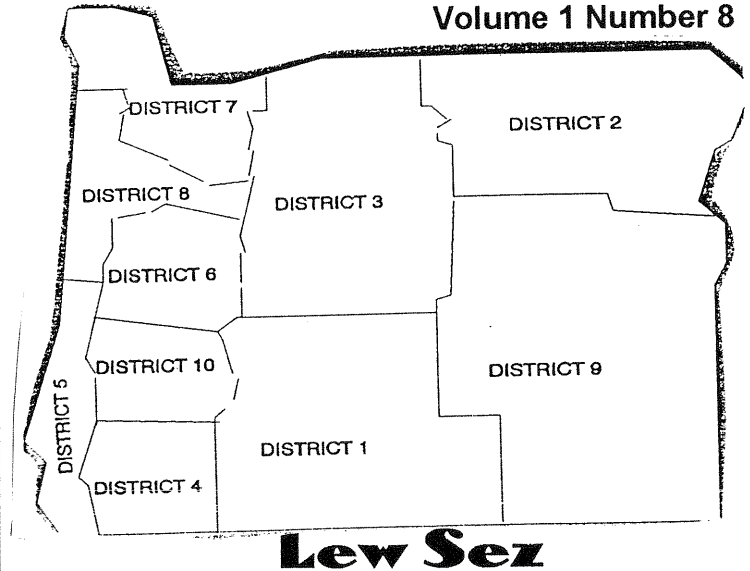 Volume 1 Number 8
DISTRICT 7
DISTRICT 2
DISTRICT 8
DISTRICT 3
DISTRICT 6
DISTRICT 10
DISTRICT 9
DISTRICT 5
DISTRICT 1
DISTRICT 4
Lew Sez